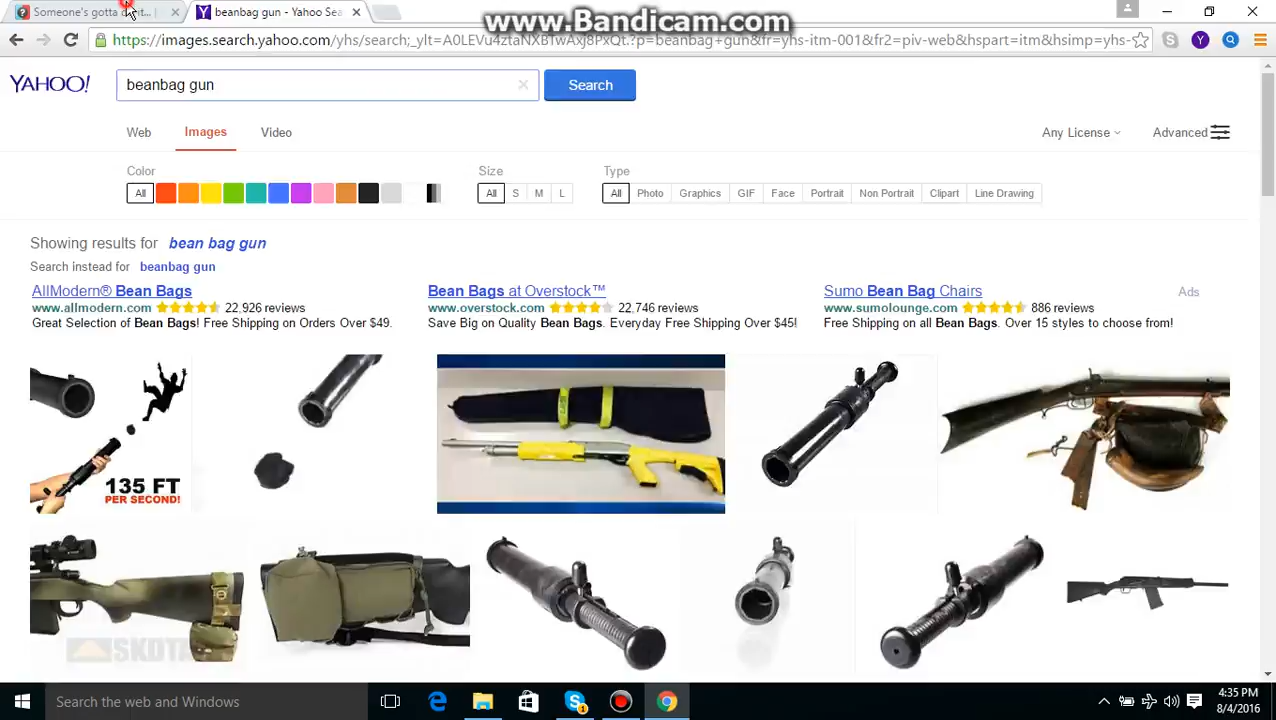 Someone's gotta do it...
beanbag gun - Yahoo Sea
www.Bandicam.com
https://images.search.yahoo.com/yhs/search;_ylt=A0LEVu4ztaNXBTwAxj8PxQt.?p=beanbag+gun&fr=yhs-itm-001&fr2=piv-web&hspart=itm&hsimp=yhs-
YAHOO!
beanbag gun
Search
Web
Images
Video
Any License
Advanced
Color
Size
Type
All
All
S
M
L
All
Photo
Graphics
GIF
Face
Portrait
Non Portrait
Clipart
Line Drawing
Showing results for bean bag gun
Search instead for beanbag gun
AllModern® Bean Bags
www.allmodern.com 22,926 reviews
Great Selection of Bean Bags! Free Shipping on Orders Over $49.
Bean Bags at Overstock™
www.overstock.com 22,746 reviews
Save Big on Quality Bean Bags. Everyday Free Shipping Over $45!
Sumo Bean Bag Chairs
www.sumolounge.com 886 reviews
Free Shipping on all Bean Bags. Over 15 styles to choose from!
Ads
135 FT
PER SECOND!
Search the web and Windows
1
4:35 PM
8/4/2016